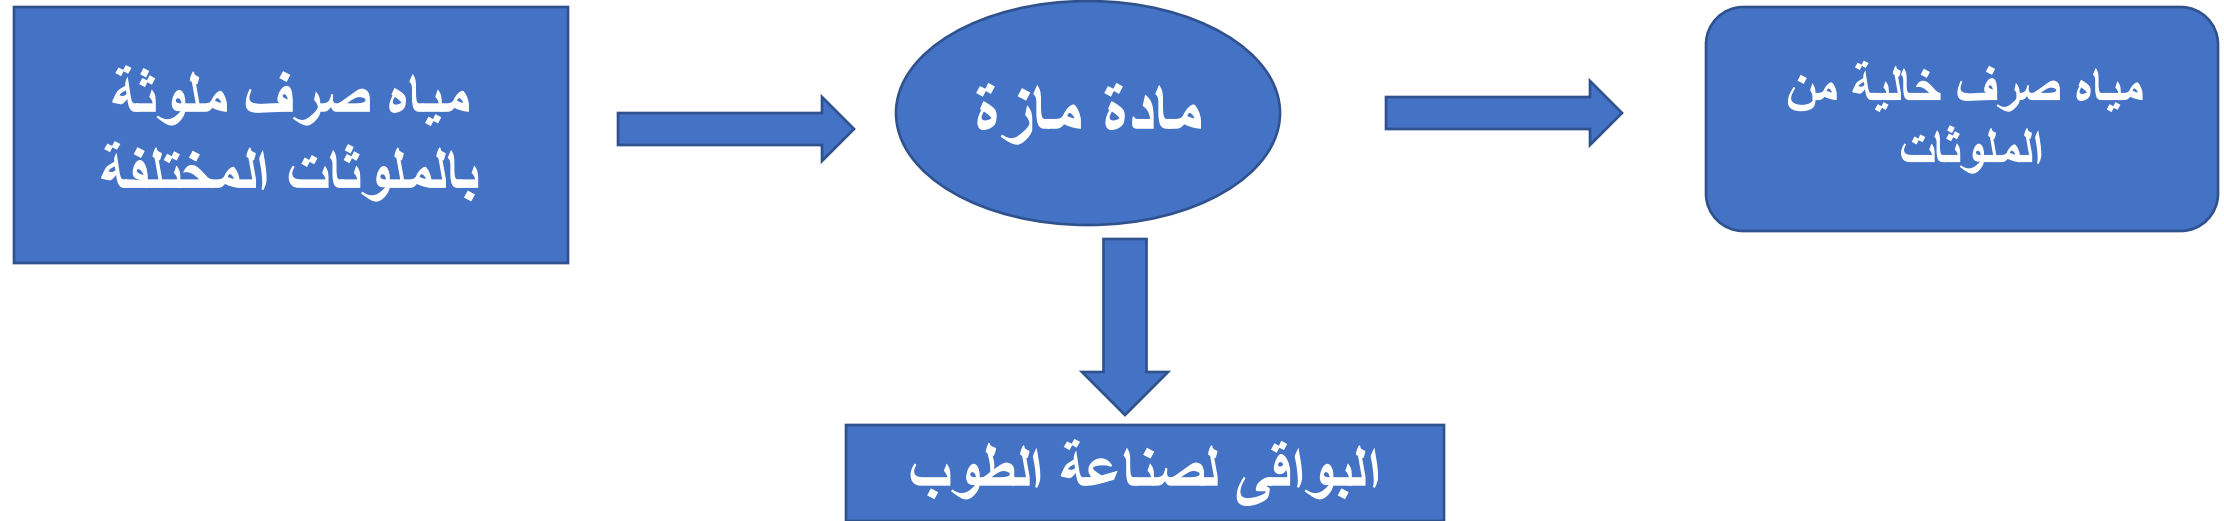 مياه صرف ملوثة
بالملوثات المختلفة
مادة مازة
مياه صرف خالية من
الملوثات
البواقى لصناعة الطوب